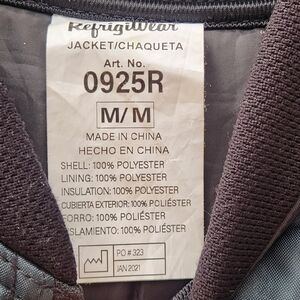 RefrigiWear
JACKET/CHAQUETA
Art. No.
0925R
M/M
MADE IN CHINA
HECHO EN CHINA
SHELL: 100% POLYESTER
LINING: 100% POLYESTER
INSULATION: 100% POLYESTER
CUBIERTA EXTERIOR: 100% POLIÉSTER
FORRO: 100% POLIÉSTER
ISLAMIENTO: 100% POLIÉSTER
PO # 323
JAN 2021